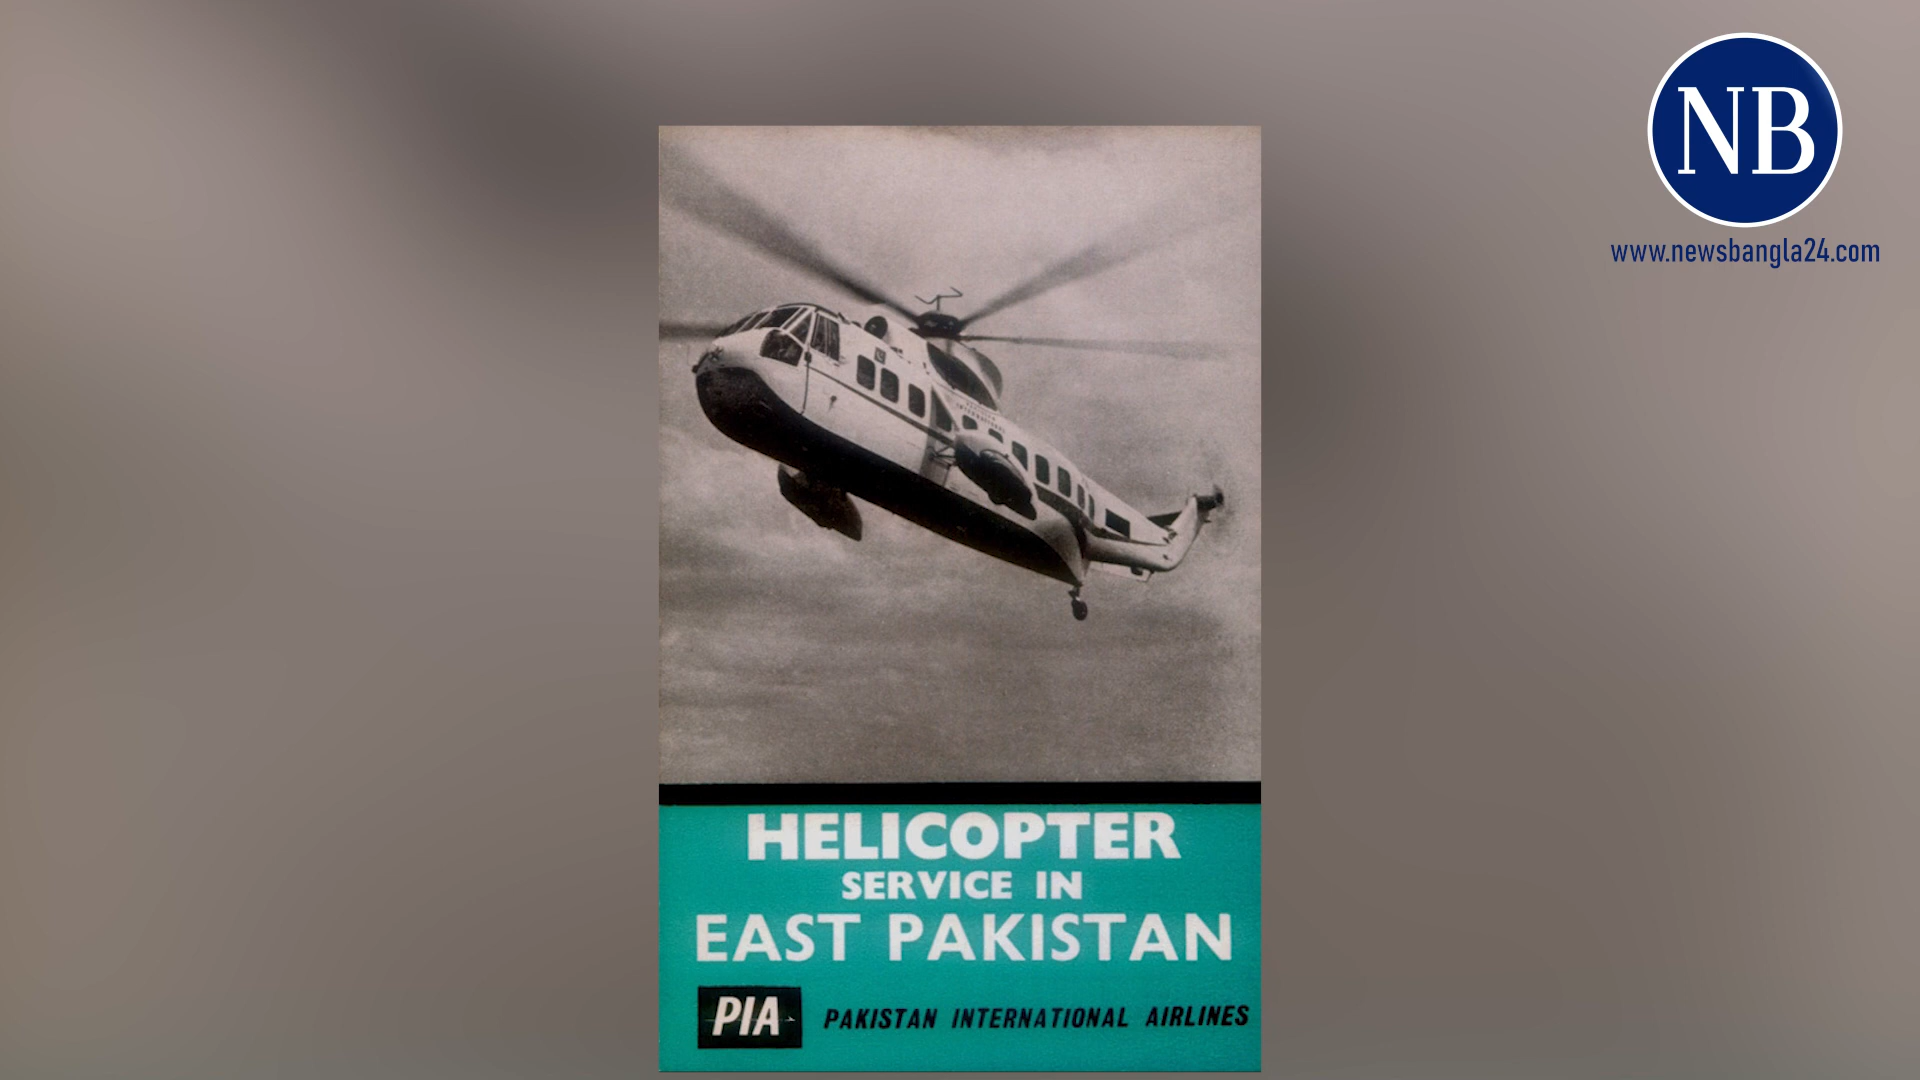 NB
www.newsbangla24.com
HELICOPTER
SERVICE IN
EAST PAKISTAN
PIA
PAKISTAN INTERNATIONAL AIRLINES